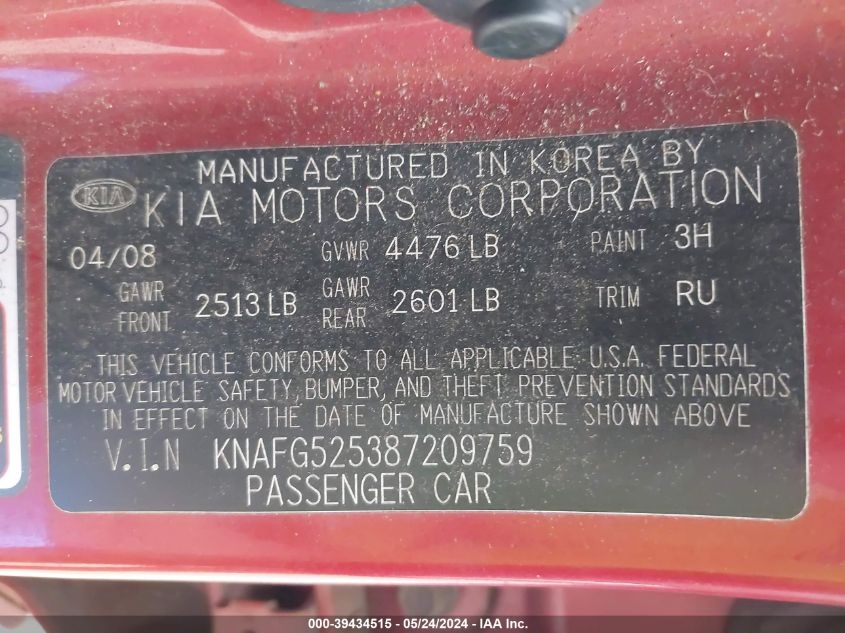 MANUFACTURED IN KOREA BY
KIA KIA MOTORS CORPORATION
04/08 GVWR 4476 LB PAINT 3H
GAWR FRONT 2513 LB GAWR REAR 2601 LB TRIM RU
THIS VEHICLE CONFORMS TO ALL APPLICABLE U.S.A. FEDERAL
MOTOR VEHICLE SAFETY, BUMPER, AND THEFT PREVENTION STANDARDS
IN EFFECT ON THE DATE OF MANUFACTURE SHOWN ABOVE
V.I.N KNAFG525387209759
PASSENGER CAR
000-39434515 - 05/24/2024 - IAA, Inc.